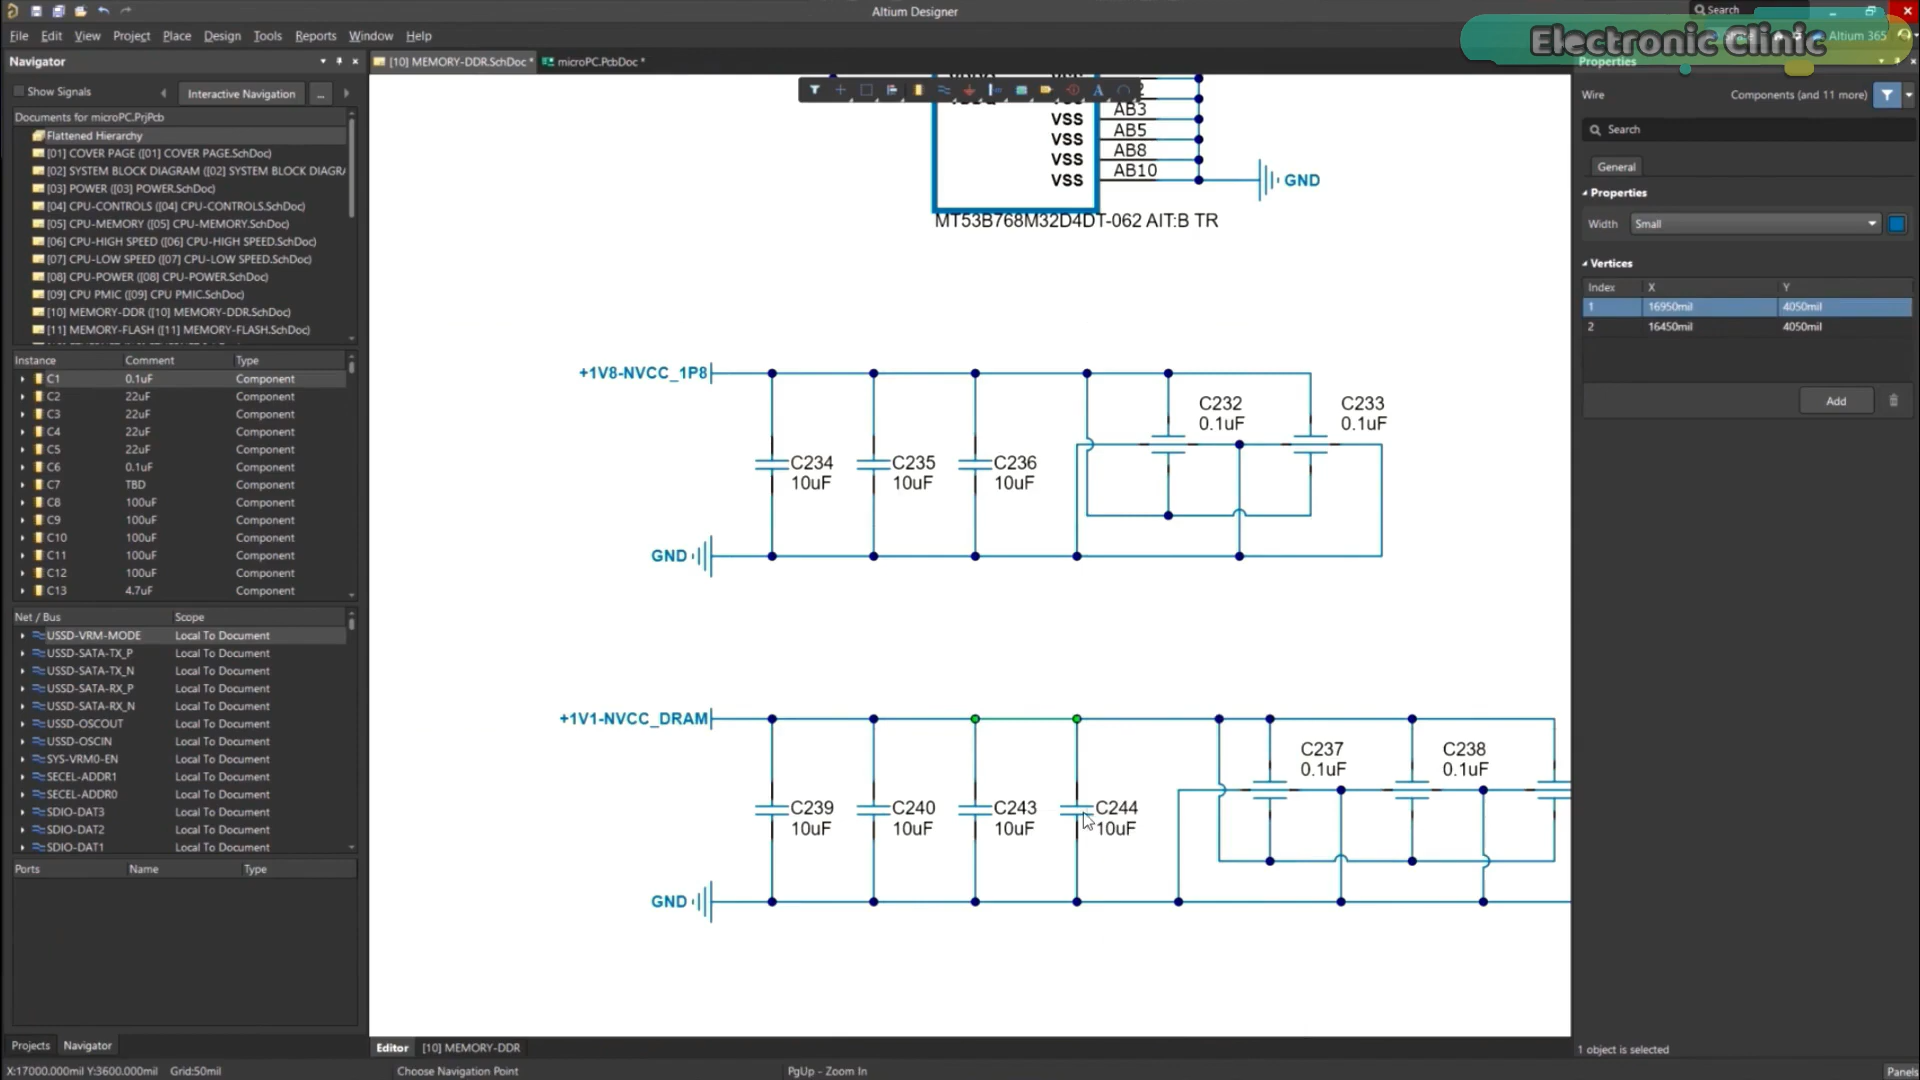 Altium Designer
Search
Electronic Clinic
File Edit View Project Place Design Tools Reports Window Help
Altium 365
Navigator
[10] MEMORY-DDR.SchDoc *
microPC.PcbDoc *
Properties
Show Signals
Interactive Navigation
...
Wire
Components (and 11 more)
Documents for microPC.PrjPcb
Search
Flattened Hierarchy
[01] COVER PAGE ([01] COVER PAGE.SchDoc)
[02] SYSTEM BLOCK DIAGRAM ([02] SYSTEM BLOCK DIAGRA
[03] POWER ([03] POWER.SchDoc)
[04] CPU-CONTROLS ([04] CPU-CONTROLS.SchDoc)
[05] CPU-MEMORY ([05] CPU-MEMORY.SchDoc)
[06] CPU-HIGH SPEED ([06] CPU-HIGH SPEED.SchDoc)
[07] CPU-LOW SPEED ([07] CPU-LOW SPEED.SchDoc)
[08] CPU-POWER ([08] CPU-POWER.SchDoc)
[09] CPU PMIC ([09] CPU PMIC.SchDoc)
[10] MEMORY-DDR ([10] MEMORY-DDR.SchDoc)
[11] MEMORY-FLASH ([11] MEMORY-FLASH.SchDoc)
Instance Comment Type
C1 0.1uF Component
C2 22uF Component
C3 22uF Component
C4 22uF Component
C5 22uF Component
C6 0.1uF Component
C7 TBD Component
C8 100uF Component
C9 100uF Component
C10 100uF Component
C11 100uF Component
C12 100uF Component
C13 4.7uF Component
Net / Bus Scope
USSD-VRM-MODE Local To Document
USSD-SATA-TX_P Local To Document
USSD-SATA-TX_N Local To Document
USSD-SATA-RX_P Local To Document
USSD-SATA-RX_N Local To Document
USSD-OSCOUT Local To Document
USSD-OSCIN Local To Document
SYS-VRM0-EN Local To Document
SECEL-ADDR1 Local To Document
SECEL-ADDR0 Local To Document
SDIO-DAT3 Local To Document
SDIO-DAT2 Local To Document
SDIO-DAT1 Local To Document
Ports Name Type
Projects Navigator
VSS AB3
VSS AB5
VSS AB8
VSS AB10
GND
MT53B768M32D4DT-062 AIT:B TR
+1V8-NVCC_1P8
C232
0.1uF
C233
0.1uF
C234
10uF
C235
10uF
C236
10uF
GND
+1V1-NVCC_DRAM
C237
0.1uF
C238
0.1uF
C239
10uF
C240
10uF
C243
10uF
C244
10uF
GND
General
Properties
Width Small
Vertices
Index X Y
1 16950mil 4050mil
2 16450mil 4050mil
Add
Editor [10] MEMORY-DDR
1 object is selected
X:17000.000mil Y:3600.000mil Grid:50mil
Choose Navigation Point
PgUp - Zoom In
Panels